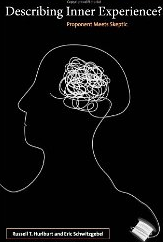 Describing Inner Experience?
Proponent Meets Skeptic
Russell T. Hurlburt and Eric Schwitzgebel